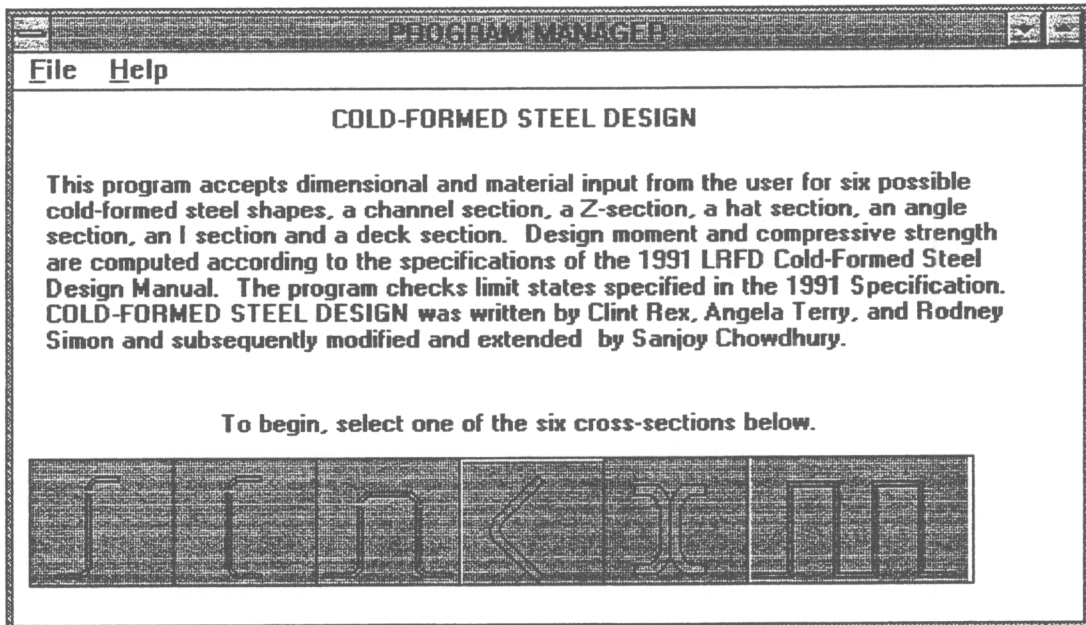 PROGRAM MANAGER
File Help
COLD-FORMED STEEL DESIGN
This program accepts dimensional and material input from the user for six possible
cold-formed steel shapes, a channel section, a Z-section, a hat section, an angle
section, an I section and a deck section. Design moment and compressive strength
are computed according to the specifications of the 1991 LRFD Cold-Formed Steel
Design Manual. The program checks limit states specified in the 1991 Specification.
COLD-FORMED STEEL DESIGN was written by Clint Rex, Angela Terry, and Rodney
Simon and subsequently modified and extended by Sanjoy Chowdhury.
To begin, select one of the six cross-sections below.